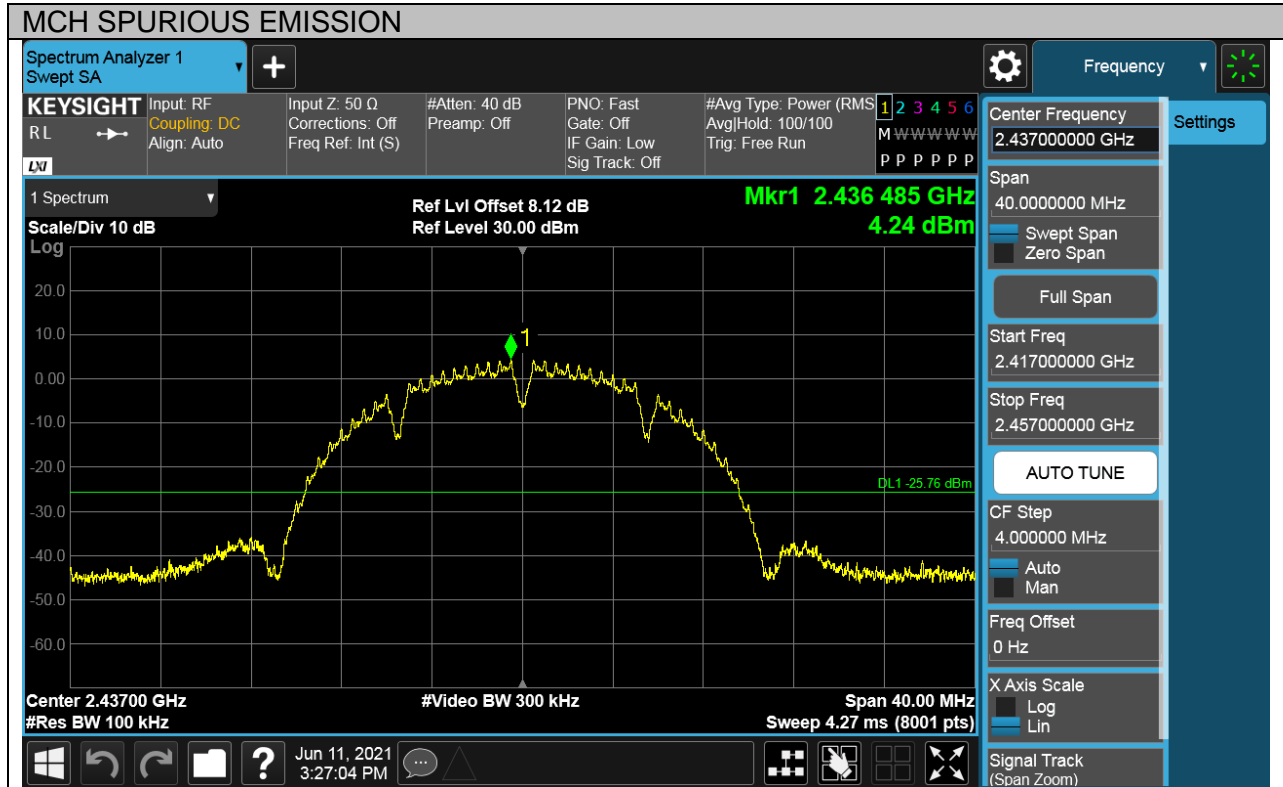 MCH SPURIOUS EMISSION
Spectrum Analyzer 1
Swept SA
Frequency
KEYSIGHT
R L
LXI
Input: RF
Coupling: DC
Align: Auto
Input Z: 50 Ω
Corrections: Off
Freq Ref: Int (S)
#Atten: 40 dB
Preamp: Off
PNO: Fast
Gate: Off
IF Gain: Low
Sig Track: Off
#Avg Type: Power (RMS
Avg|Hold: 100/100
Trig: Free Run
1 2 3 4 5 6
M W W W W W
P P P P P P
1 Spectrum
Scale/Div 10 dB
Log
Ref Lvl Offset 8.12 dB
Ref Level 30.00 dBm
Mkr1 2.436 485 GHz
4.24 dBm
20.0
10.0
0.00
-10.0
-20.0
-30.0
-40.0
-50.0
-60.0
1
DL1 -25.76 dBm
Center 2.43700 GHz
#Res BW 100 kHz
#Video BW 300 kHz
Span 40.00 MHz
Sweep 4.27 ms (8001 pts)
Center Frequency
2.437000000 GHz
Settings
Span
40.0000000 MHz
Swept Span
Zero Span
Full Span
Start Freq
2.417000000 GHz
Stop Freq
2.457000000 GHz
AUTO TUNE
CF Step
4.000000 MHz
Auto
Man
Freq Offset
0 Hz
X Axis Scale
Log
Lin
Signal Track
(Span Zoom)
?
Jun 11, 2021
3:27:04 PM